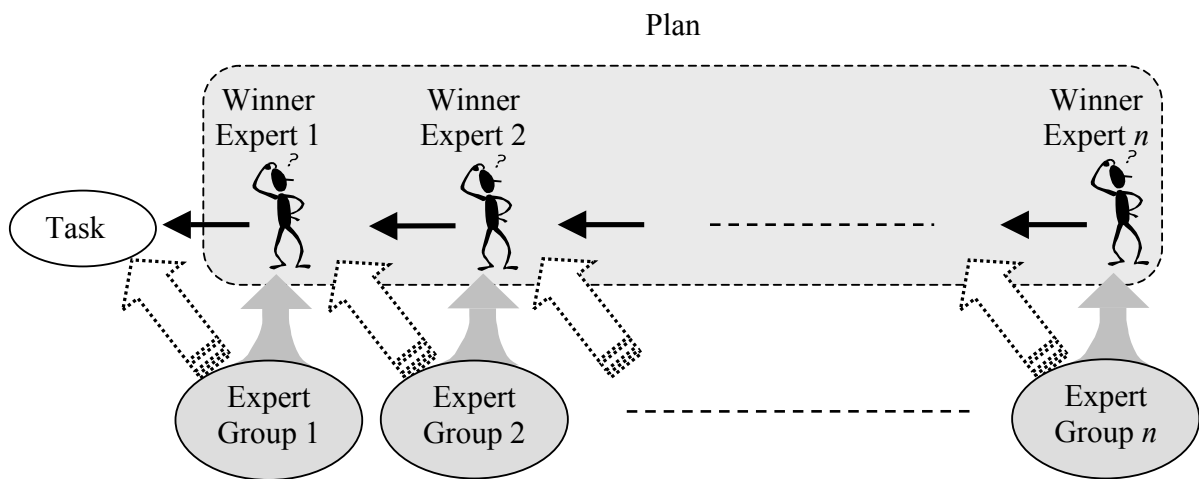 Plan
Winner
Expert 1
Winner
Expert 2
Winner
Expert n
?
?
?
Task
Expert
Group 1
Expert
Group 2
Expert
Group n